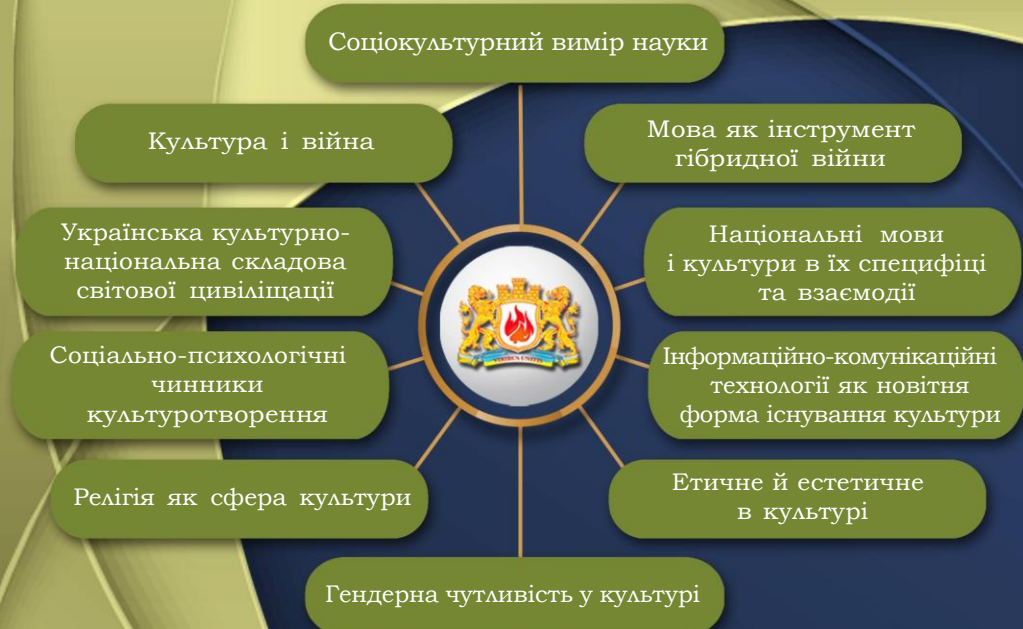 Соціокультурний вимір науки
Культура і війна
Мова як інструмент
гібридної війни
Українська культурно-
національна складова
світової цивіліщації
Національні мови
і культури в їх специфіці
та взаємодії
Соціально-психологічні
чинники
культуротворення
Інформаційно-комунікаційні
технології як новітня
форма існування культури
Релігія як сфера культури
Етичне й естетичне
в культурі
Гендерна чутливість у культурі